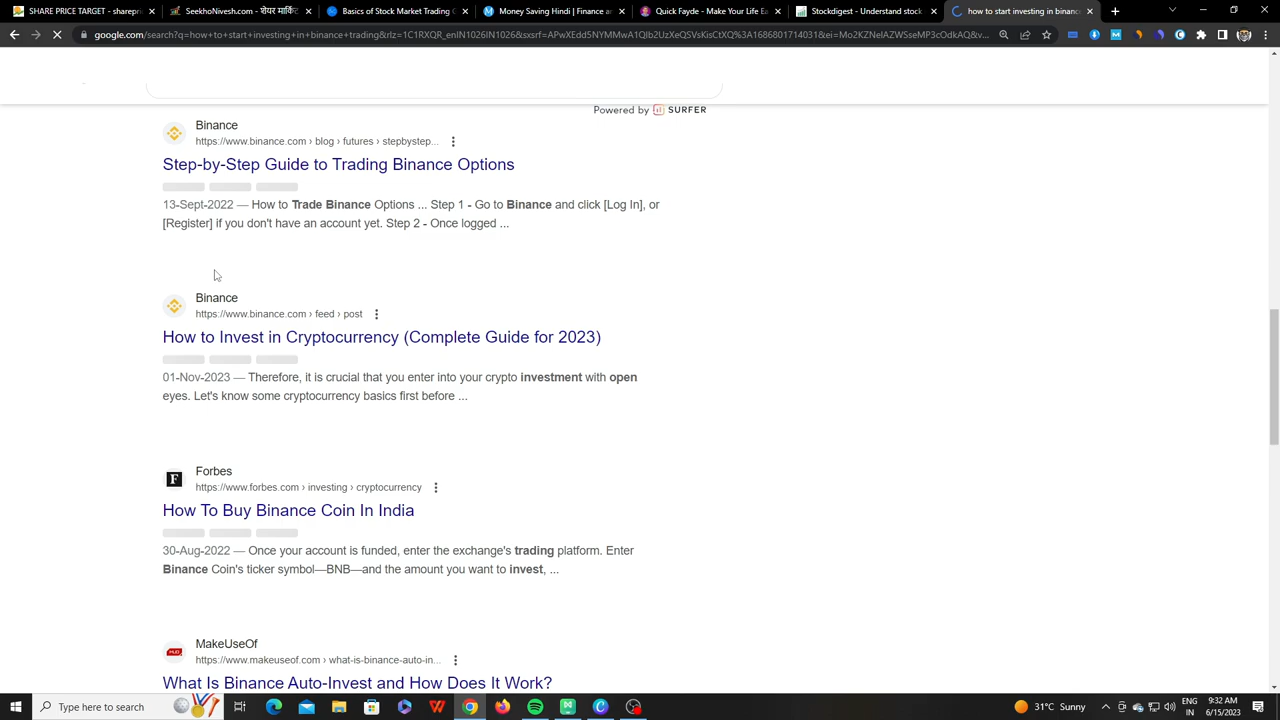 SHARE PRICE TARGET - sharepri
SeekhoNivesh.com - शेयर मार्केट
Basics of Stock Market Trading
Money Saving Hindi | Finance an
Quick Fayde - Make Your Life Ea
Stockdigest - Understand stock
how to start investing in binance
google.com/search?q=how+to+start+investing+in+binance+trading&rlz=1C1RXQR_enIN1026IN1026&sxsrf=APwXEdd5NYMMwA1QIb2UzXeQSVsKisCtXQ%3A1686801714031&ei=Mo2KZNelAZWSseMP3cOdkAQ&v...
Powered by SURFER
Binance
https://www.binance.com › blog › futures › stepbystep...
Step-by-Step Guide to Trading Binance Options
13-Sept-2022 — How to Trade Binance Options ... Step 1 - Go to Binance and click [Log In], or
[Register] if you don't have an account yet. Step 2 - Once logged ...
Binance
https://www.binance.com › feed › post
How to Invest in Cryptocurrency (Complete Guide for 2023)
01-Nov-2023 — Therefore, it is crucial that you enter into your crypto investment with open
eyes. Let's know some cryptocurrency basics first before ...
F
Forbes
https://www.forbes.com › investing › cryptocurrency
How To Buy Binance Coin In India
30-Aug-2022 — Once your account is funded, enter the exchange's trading platform. Enter
Binance Coin's ticker symbol—BNB—and the amount you want to invest, ...
MUO
MakeUseOf
https://www.makeuseof.com › what-is-binance-auto-in...
What Is Binance Auto-Invest and How Does It Work?
Type here to search
31°C Sunny
ENG
IN
9:32 AM
6/15/2023